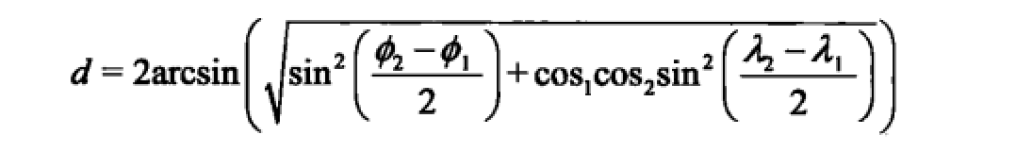 d = 2arcsin(√(sin²((ϕ₂ − ϕ₁)/2) + cos₁cos₂sin²((λ₂ − λ₁)/2)))